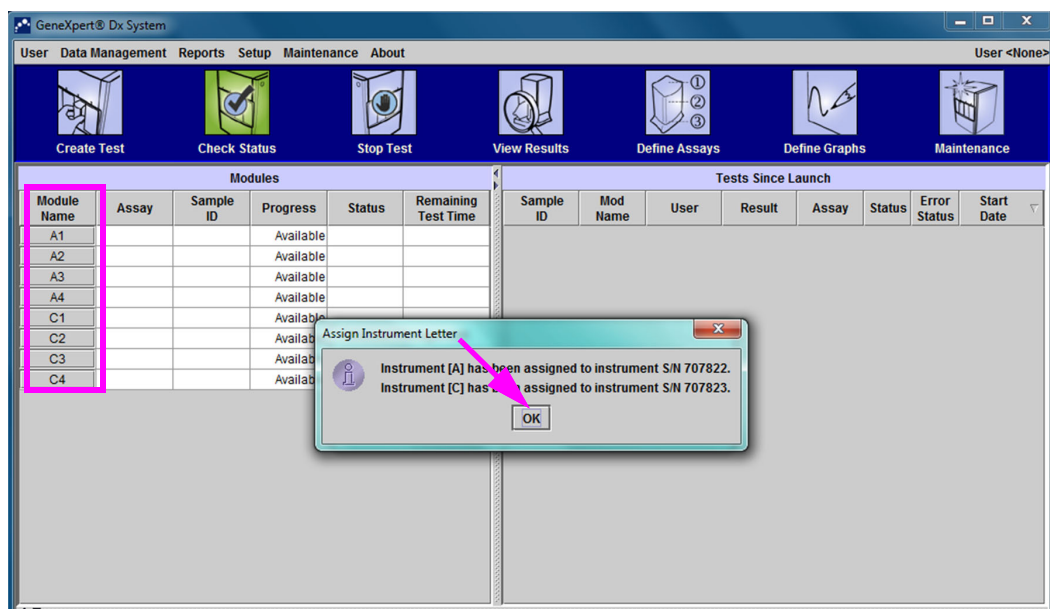 GeneXpert® Dx System
User Data Management Reports Setup Maintenance About User <None>
Create Test Check Status Stop Test View Results Define Assays Define Graphs Maintenance
Modules Tests Since Launch
Module Name Assay Sample ID Progress Status Remaining Test Time Sample ID Mod Name User Result Assay Status Error Status Start Date
A1 Available
A2 Available
A3 Available
A4 Available
C1 Available
C2 Availab
C3 Availab
C4 Availab
Assign Instrument Letter
Instrument [A] has been assigned to instrument S/N 707822.
Instrument [C] has been assigned to instrument S/N 707823.
OK